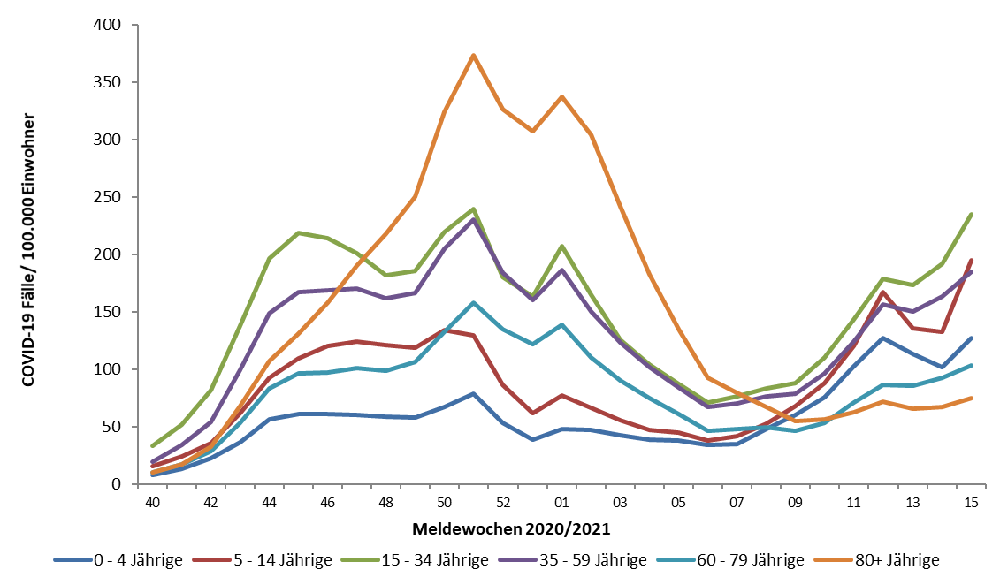 400
350
300
250
200
150
100
50
0
COVID-19 Fälle/ 100.000 Einwohner
40 42 44 46 48 50 52 01 03 05 07 09 11 13 15
Meldewochen 2020/2021
0 - 4 Jährige 5 - 14 Jährige 15 - 34 Jährige 35 - 59 Jährige 60 - 79 Jährige 80+ Jährige